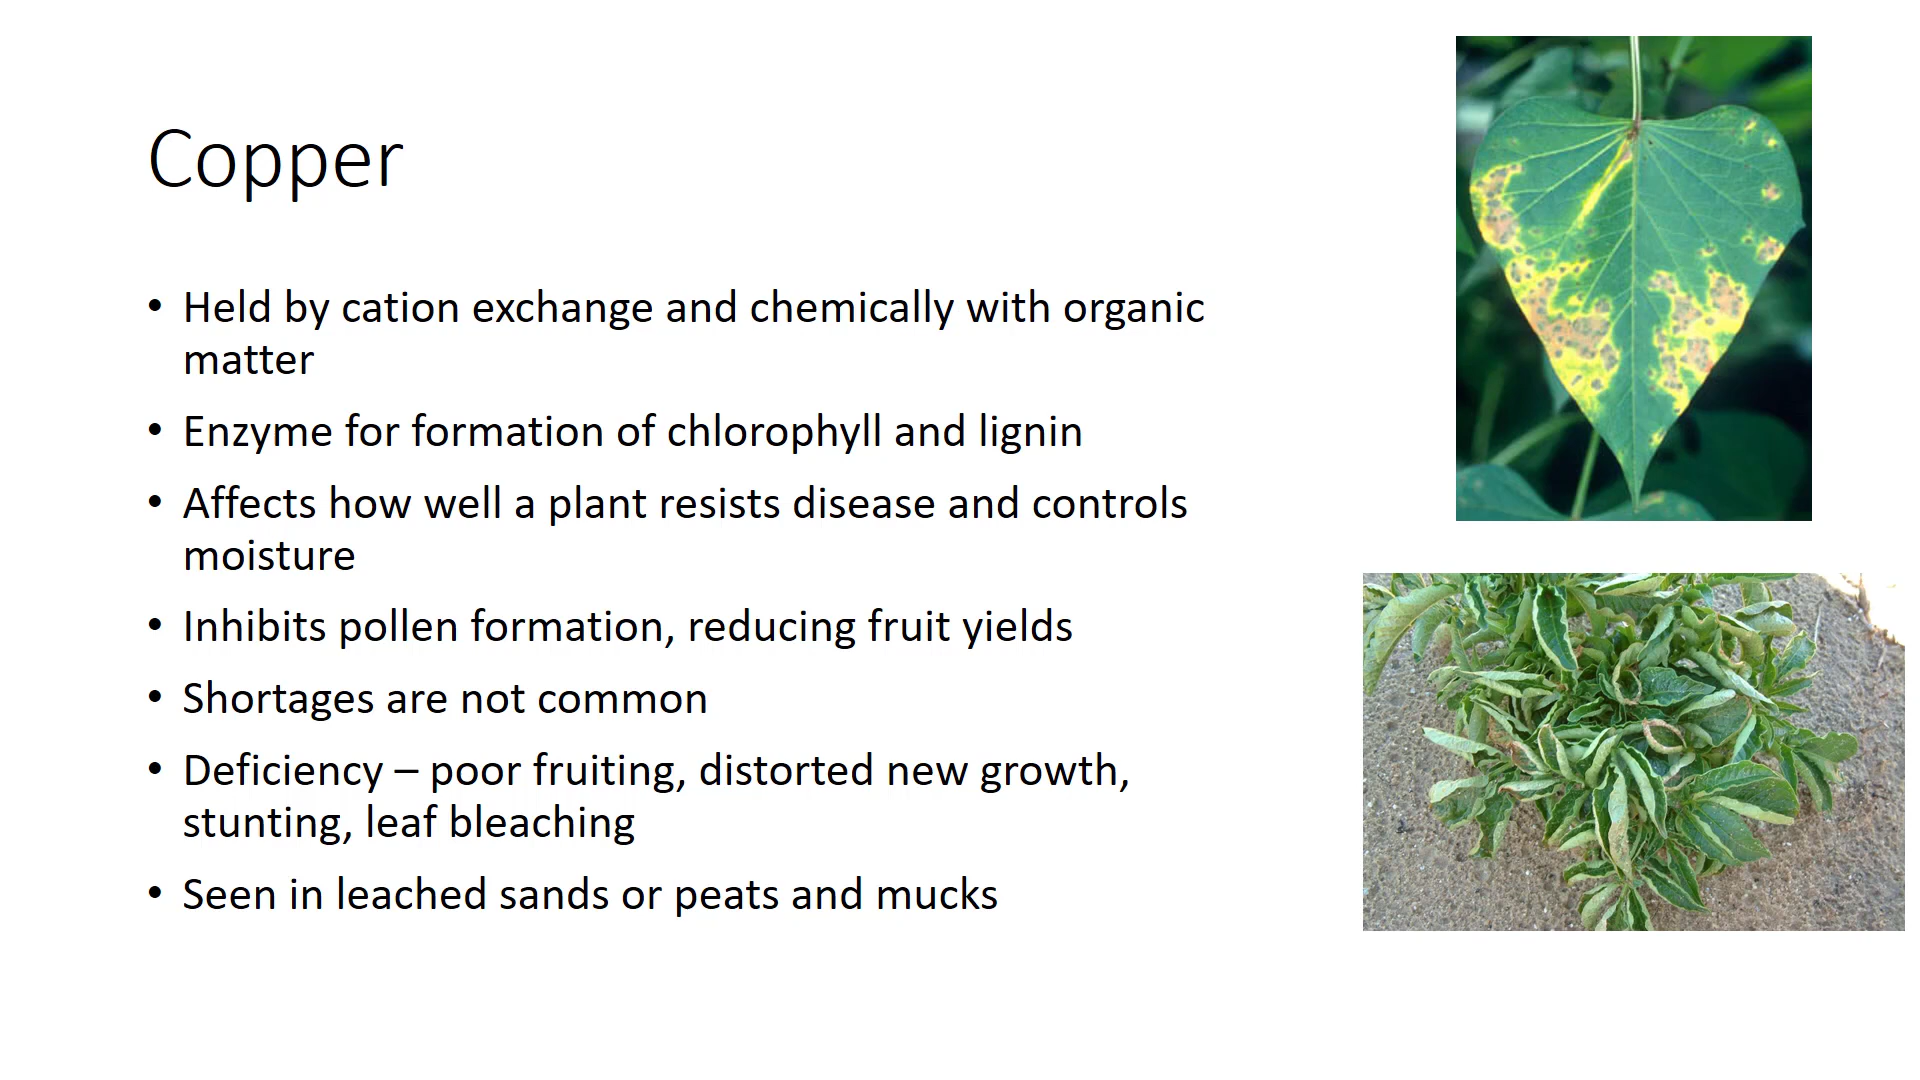 Copper
• Held by cation exchange and chemically with organic
matter
• Enzyme for formation of chlorophyll and lignin
• Affects how well a plant resists disease and controls
moisture
• Inhibits pollen formation, reducing fruit yields
• Shortages are not common
• Deficiency – poor fruiting, distorted new growth,
stunting, leaf bleaching
• Seen in leached sands or peats and mucks